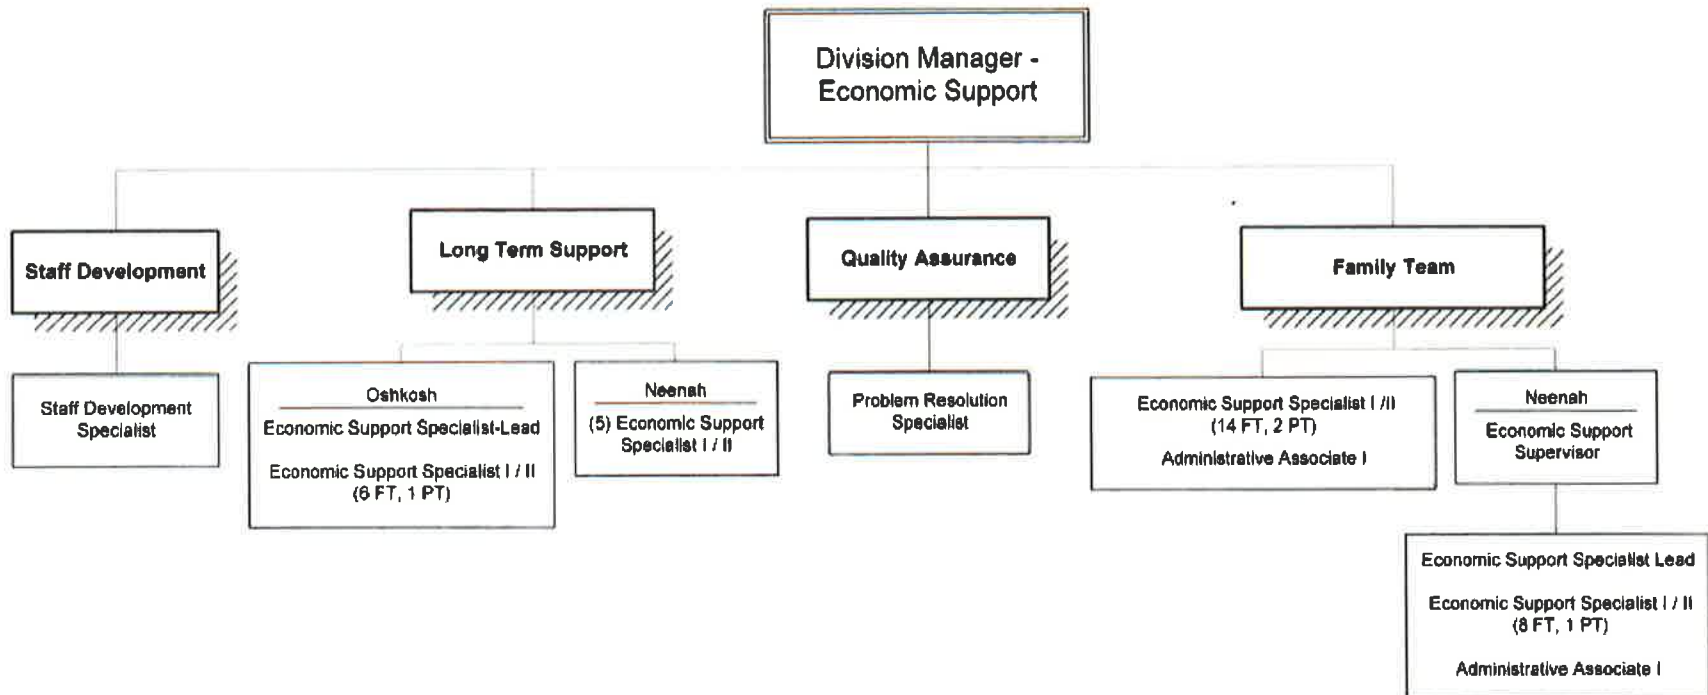 Division Manager -
Economic Support
Staff Development
Long Term Support
Quality Assurance
Family Team
Staff Development
Specialist
Oshkosh
Economic Support Specialist-Lead
Economic Support Specialist I / II
(6 FT, 1 PT)
Neenah
(5) Economic Support
Specialist I / II
Problem Resolution
Specialist
Economic Support Specialist I /II
(14 FT, 2 PT)
Administrative Associate I
Neenah
Economic Support
Supervisor
Economic Support Specialist Lead
Economic Support Specialist I / II
(8 FT, 1 PT)
Administrative Associate I